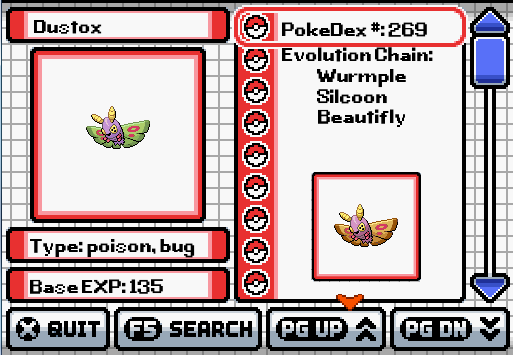 Dustox
PokeDex #: 269
Evolution Chain:
Wurmple
Silcoon
Beautifly
Type: poison, bug
Base EXP: 135
X QUIT
F5 SEARCH
PG UP
PG DN